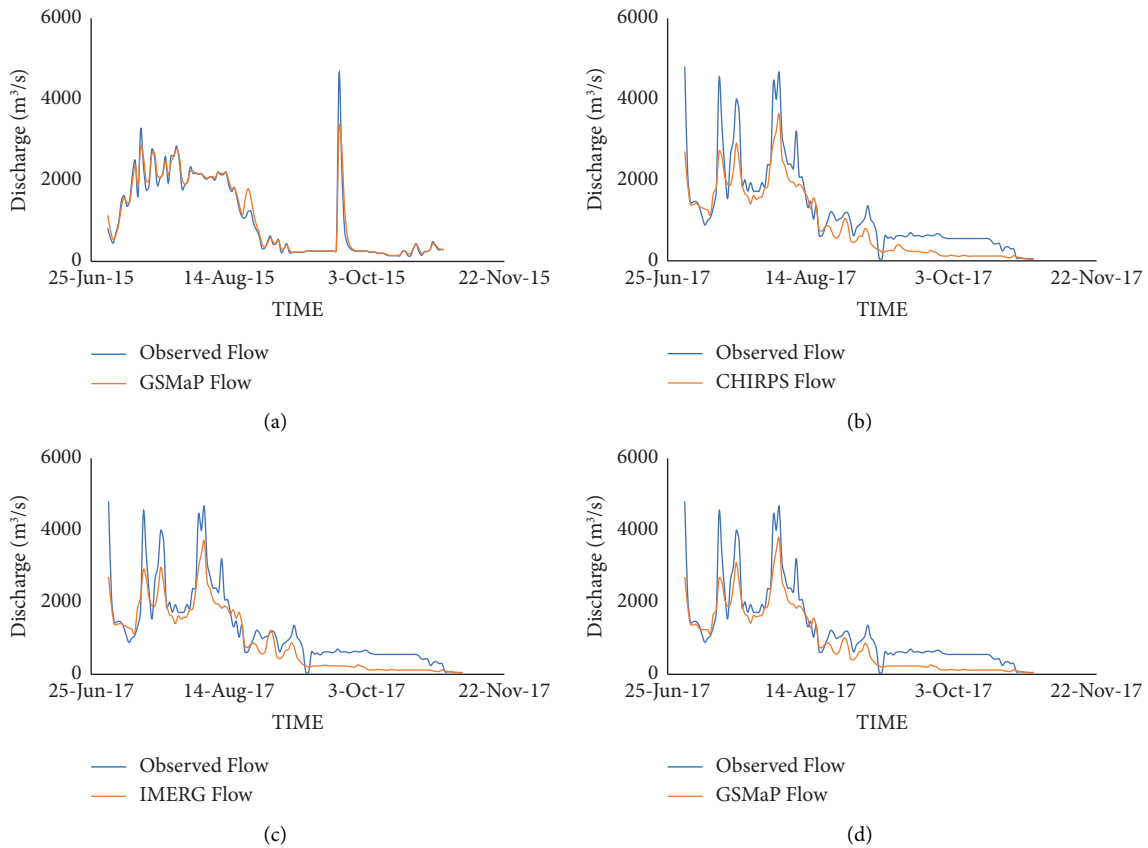 6000
4000
2000
0
Discharge (m³/s)
25-Jun-15 14-Aug-15 3-Oct-15 22-Nov-15
TIME
Observed Flow
GSMaP Flow
(a)
6000
4000
2000
0
Discharge (m³/s)
25-Jun-17 14-Aug-17 3-Oct-17 22-Nov-17
TIME
Observed Flow
CHIRPS Flow
(b)
6000
4000
2000
0
Discharge (m³/s)
25-Jun-17 14-Aug-17 3-Oct-17 22-Nov-17
TIME
Observed Flow
IMERG Flow
(c)
6000
4000
2000
0
Discharge (m³/s)
25-Jun-17 14-Aug-17 3-Oct-17 22-Nov-17
TIME
Observed Flow
GSMaP Flow
(d)